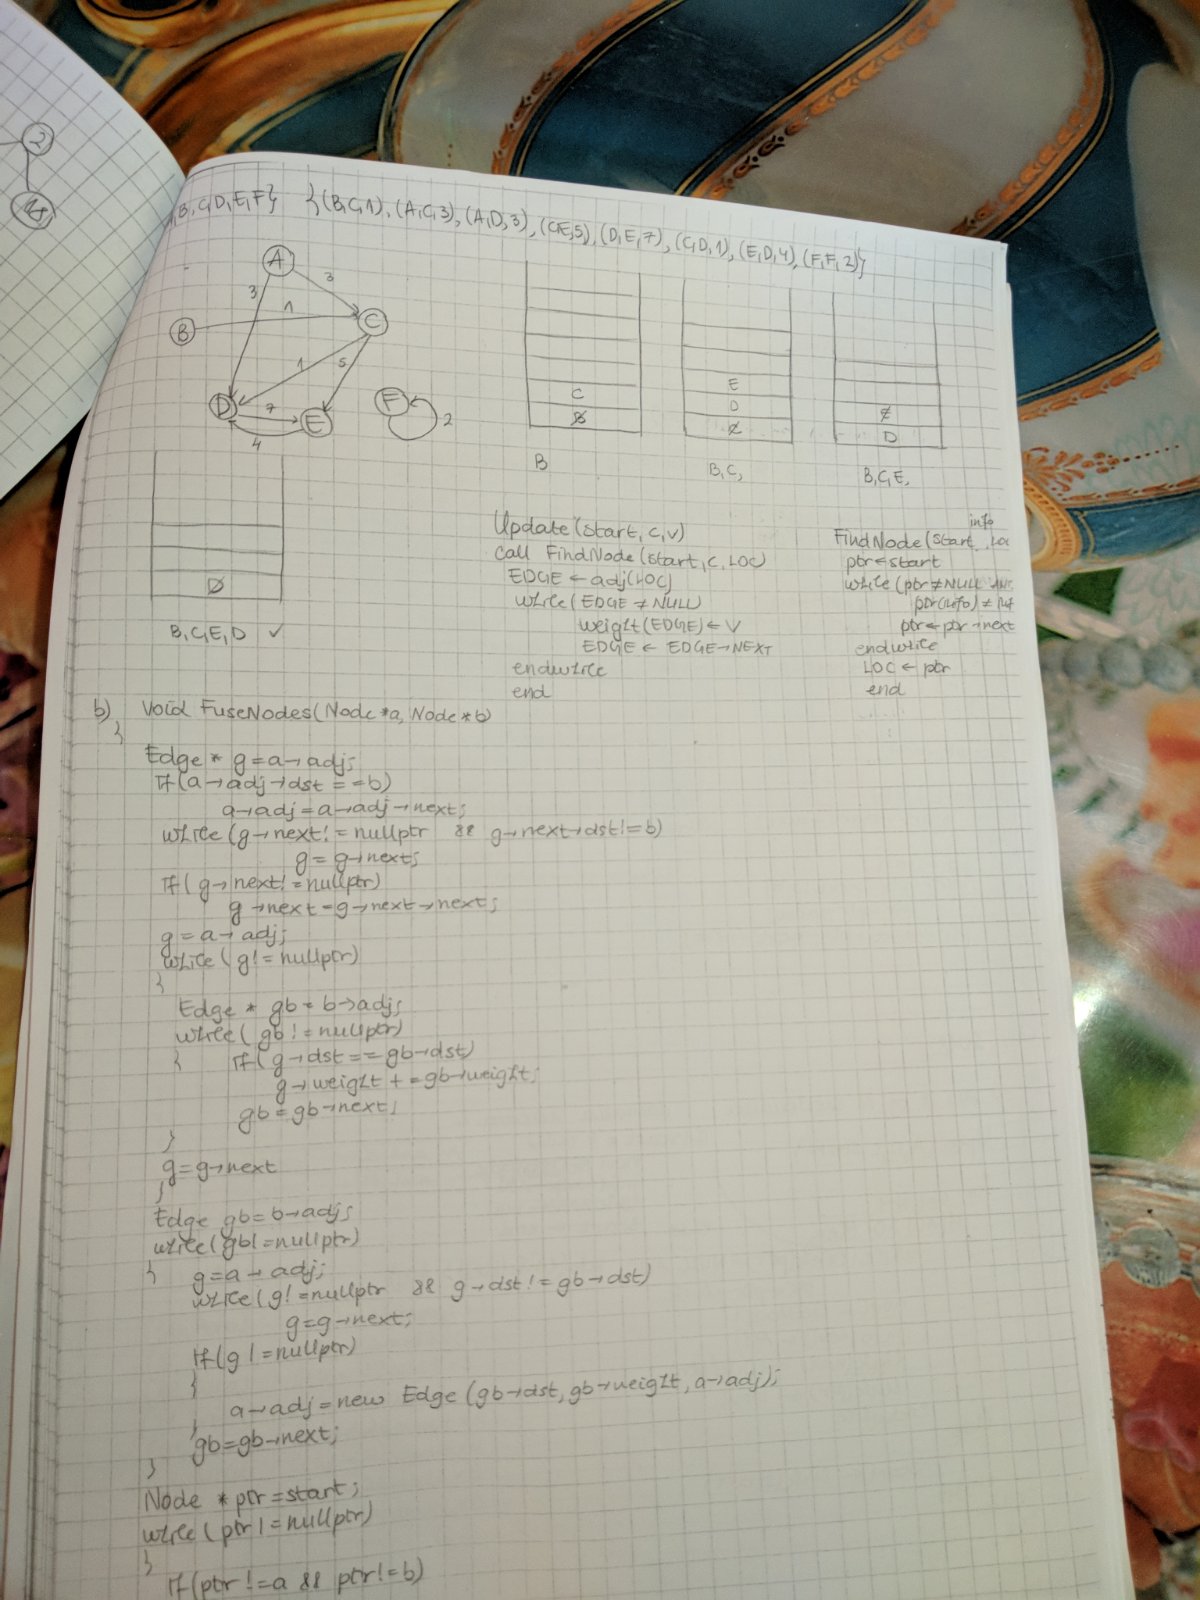 B,C,D,E,F} {(B,C,1), (A,C,3), (A,D,3), (C,E,5), (D,E,7), (C,D,1), (E,D,4), (F,F,2)}
2
A
3
3
B
1
C
1
5
D
7
E
4
F
2
C
B
B
E
D
C
B,C,
E
D
B,C,E,
D
B,C,E,D ✓
Update(start, c, v)
call FindNode(start, c, LOC)
EDGE ← adj(LOC)
while(EDGE ≠ NULL)
weight(EDGE) ← V
EDGE ← EDGE→NEXT
endwhile
end
info
FindNode(start, LOC
ptr←start
while(ptr≠NULL
ptr(info) ≠
ptr←ptr→next
endwhile
LOC ← ptr
end
b) Void FuseNodes(Node *a, Node *b)
{
Edge * g=a→adj;
If(a→adj→dst==b)
a→adj=a→adj→next;
while(g→next!=nullptr && g→next→dst!=b)
g=g→next;
If(g→next!=nullptr)
g→next=g→next→next;
g=a→adj;
while(g!=nullptr)
{
Edge * gb=b→adj;
while(gb!=nullptr)
{ If(g→dst==gb→dst)
g→weight+=gb→weight;
gb=gb→next;
}
g=g→next
}
Edge gb=b→adj;
while(gb!=nullptr)
{ g=a→adj;
while(g!=nullptr && g→dst!=gb→dst)
g=g→next;
If(g!=nullptr)
{
a→adj=new Edge(gb→dst, gb→weight, a→adj);
}
gb=gb→next;
}
Node *ptr=start;
while(ptr!=nullptr)
{
If(ptr!=a && ptr!=b)